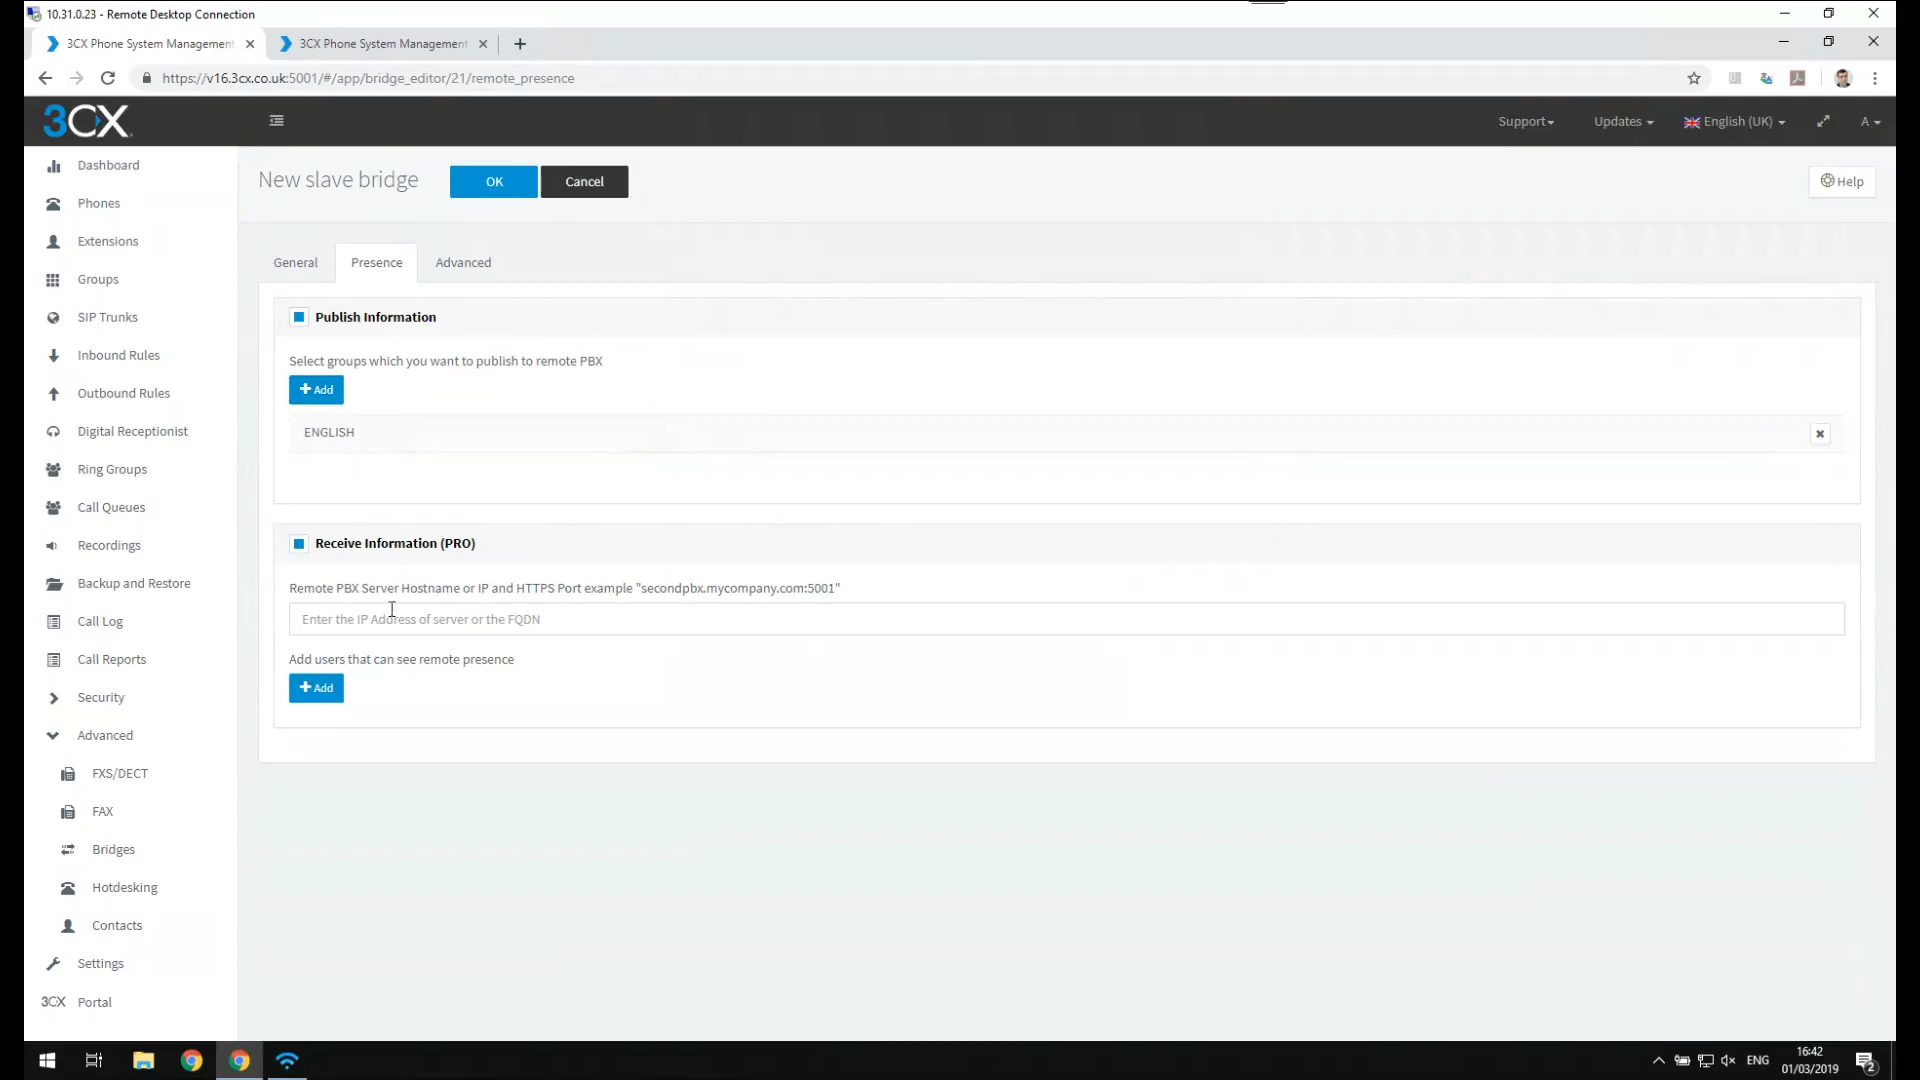 10.31.0.23 - Remote Desktop Connection
3CX Phone System Management
3CX Phone System Management
https://v16.3cx.co.uk:5001/#/app/bridge_editor/21/remote_presence
3CX
Support
Updates
English (UK)
A
Dashboard
Phones
Extensions
Groups
SIP Trunks
Inbound Rules
Outbound Rules
Digital Receptionist
Ring Groups
Call Queues
Recordings
Backup and Restore
Call Log
Call Reports
Security
Advanced
FXS/DECT
FAX
Bridges
Hotdesking
Contacts
Settings
3CX Portal
New slave bridge
OK
Cancel
Help
General
Presence
Advanced
Publish Information
Select groups which you want to publish to remote PBX
+ Add
ENGLISH
Receive Information (PRO)
Remote PBX Server Hostname or IP and HTTPS Port example "secondpbx.mycompany.com:5001"
Enter the IP Address of server or the FQDN
Add users that can see remote presence
+ Add
ENG
16:42
01/03/2019
2